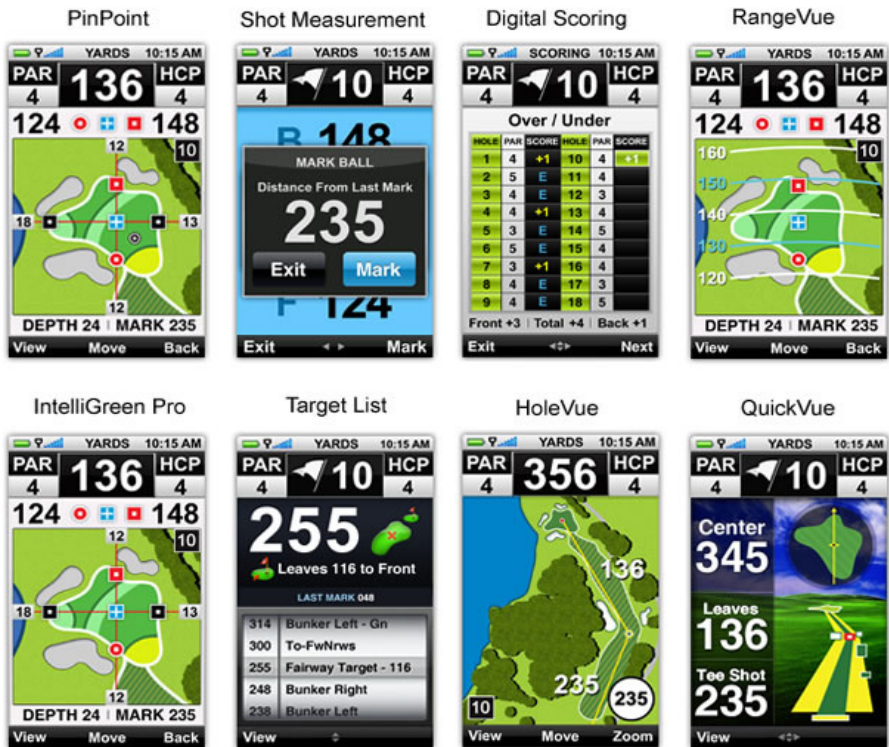 PinPoint
YARDS 10:15 AM
PAR 136 HCP
4 4
124 148
12
10
18 13
12
DEPTH 24 | MARK 235
View Move Back
Shot Measurement
YARDS 10:15 AM
PAR 10 HCP
4 4
B 148
MARK BALL
Distance From Last Mark
235
Exit Mark
F 124
Exit Mark
Digital Scoring
SCORING 10:15 AM
PAR 10 HCP
4 4
Over / Under
HOLE PAR SCORE HOLE PAR SCORE
1 4 +1 10 4 +1
2 5 E 11 4
3 4 E 12 3
4 4 +1 13 4
5 3 E 14 5
6 5 E 15 4
7 3 +1 16 4
8 4 E 17 3
9 4 E 18 5
Front +3 | Total +4 | Back +1
Exit Next
RangeVue
YARDS 10:15 AM
PAR 136 HCP
4 4
124 148
10
160
150
140
130
120
DEPTH 24 | MARK 235
View Move Back
IntelliGreen Pro
YARDS 10:15 AM
PAR 136 HCP
4 4
124 148
12
10
18 13
12
DEPTH 24 | MARK 235
View Move Back
Target List
YARDS 10:15 AM
PAR 10 HCP
4 4
255
Leaves 116 to Front
LAST MARK 048
314 Bunker Left - Gn
300 To-FwNrws
255 Fairway Target - 116
248 Bunker Right
238 Bunker Left
View
HoleVue
YARDS 10:15 AM
PAR 356 HCP
4 4
136
235
235
10
View Move Zoom
QuickVue
YARDS 10:15 AM
PAR 10 HCP
4 4
Center
345
Leaves
136
Tee Shot
235
View